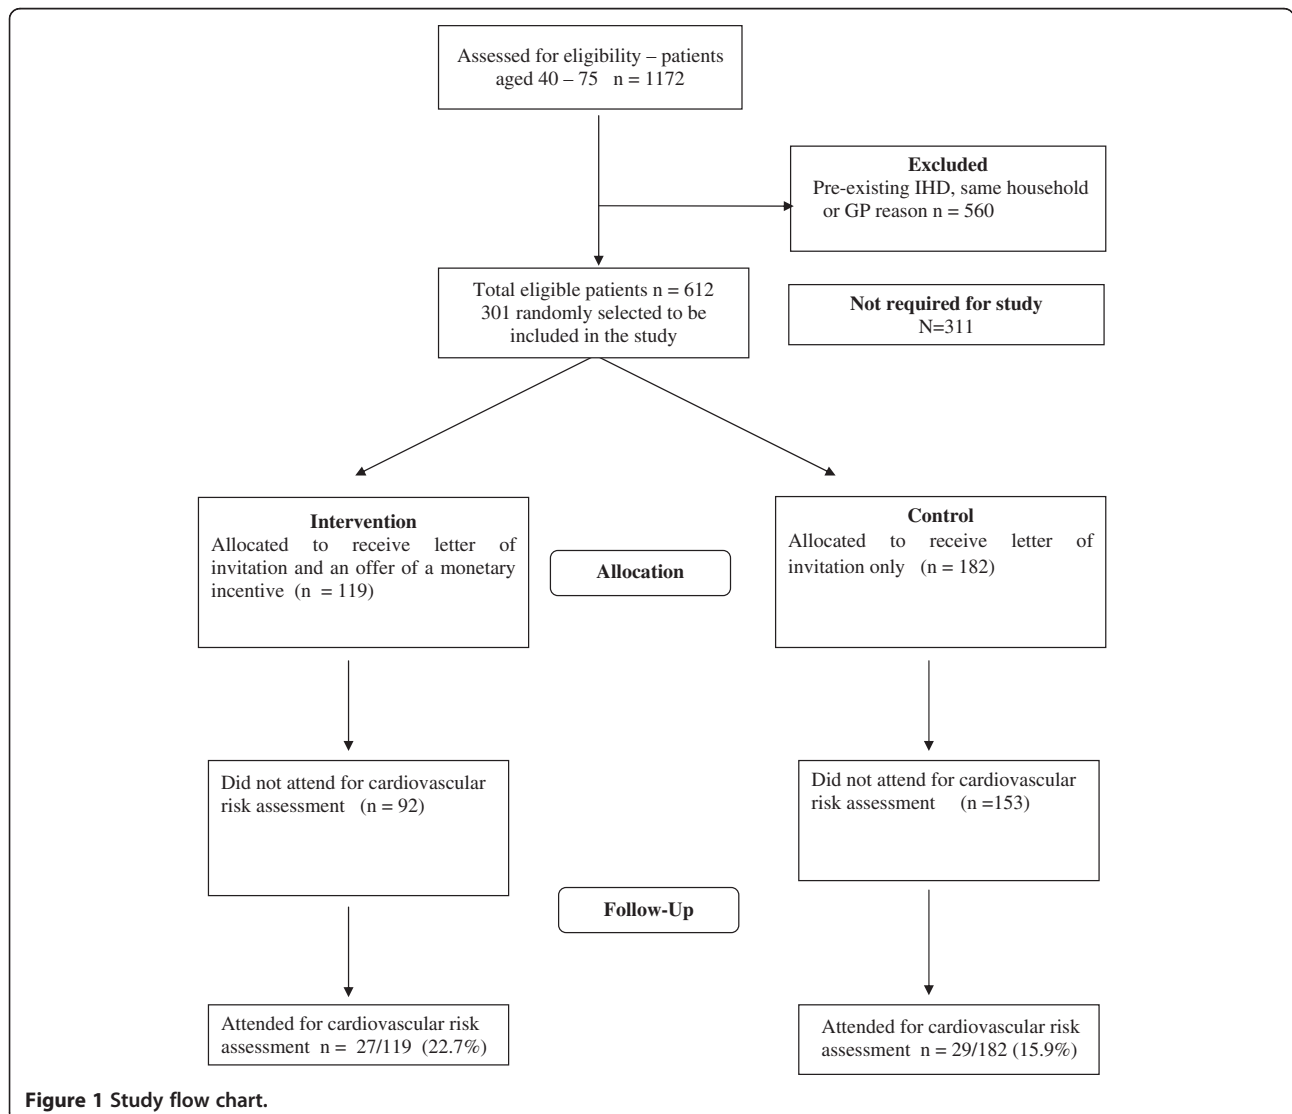 Assessed for eligibility – patients
aged 40 – 75 n = 1172
Excluded
Pre-existing IHD, same household
or GP reason n = 560
Total eligible patients n = 612
301 randomly selected to be
included in the study
Not required for study
N=311
Intervention
Allocated to receive letter of
invitation and an offer of a monetary
incentive (n = 119)
Allocation
Control
Allocated to receive letter of
invitation only (n = 182)
Did not attend for cardiovascular
risk assessment (n = 92)
Did not attend for cardiovascular
risk assessment (n =153)
Follow-Up
Attended for cardiovascular risk
assessment n = 27/119 (22.7%)
Attended for cardiovascular risk
assessment n = 29/182 (15.9%)
Figure 1 Study flow chart.